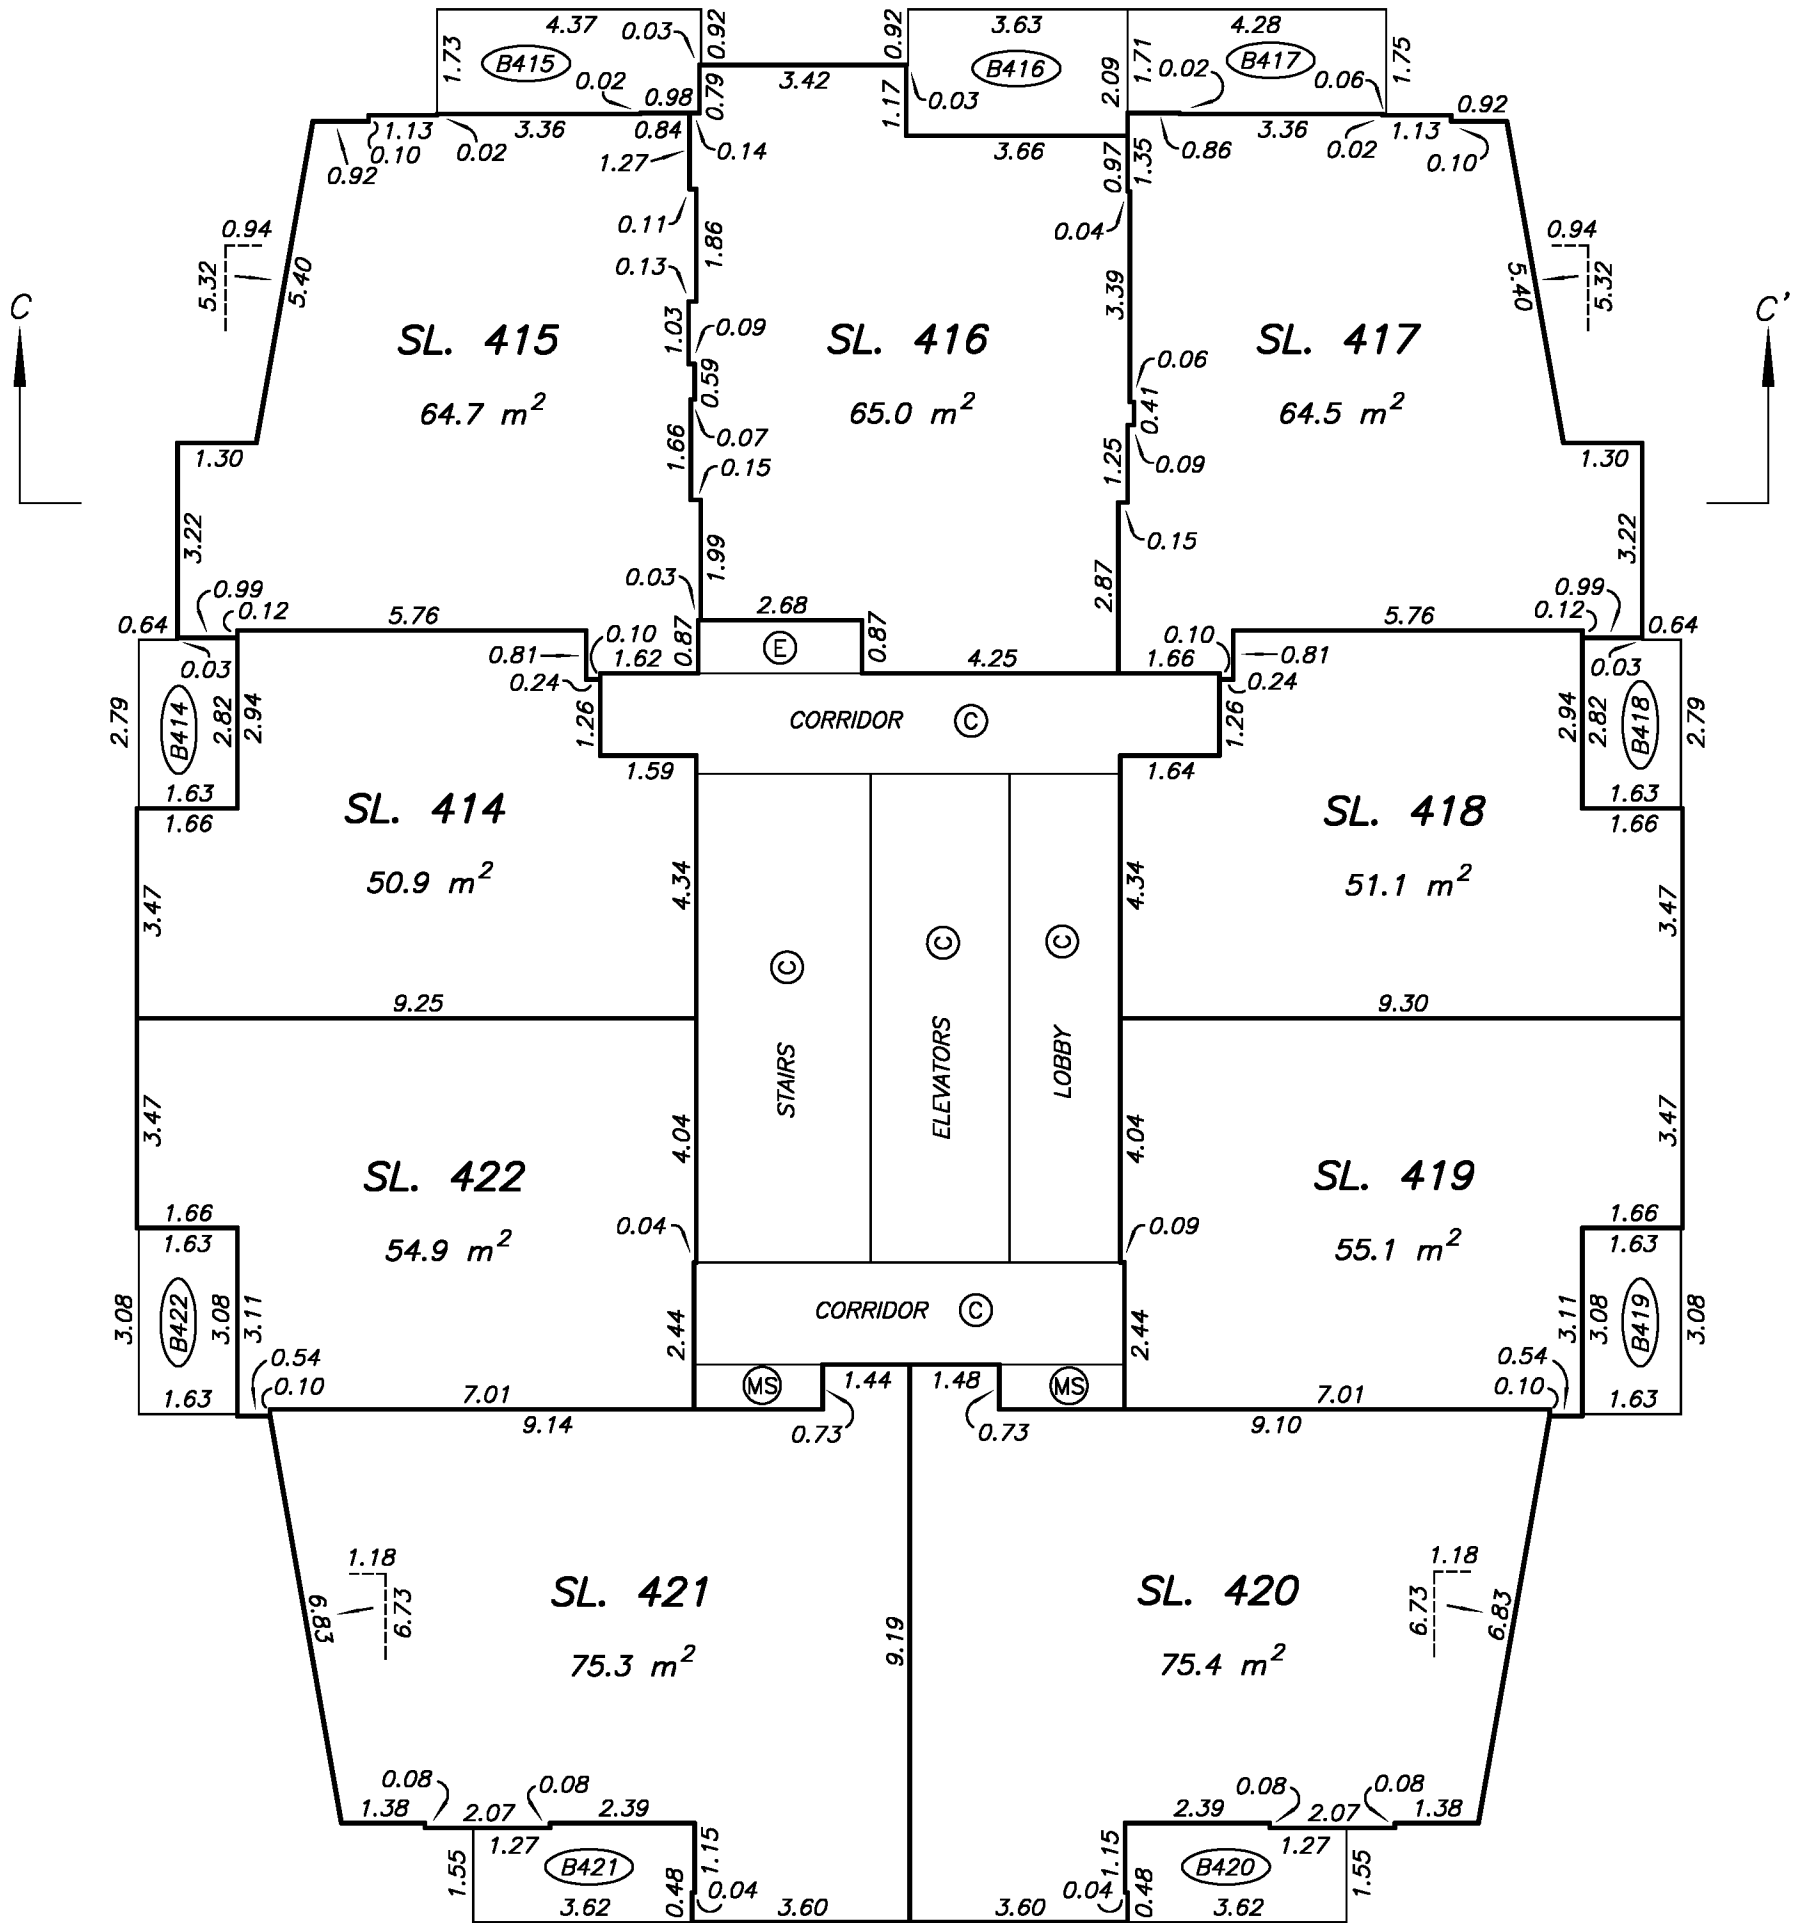 4.37 0.03 0.92 0.92 3.63 4.28
1.73 B415 B416 2.09 1.71 B417 1.75
0.02 0.98 0.79 3.42 1.17 0.03 0.02 0.06 0.92
1.13 3.36 0.84 0.14 3.66 0.97 1.35 0.86 3.36 0.02 1.13 0.10
0.92 0.10 0.02 1.27
0.94 0.11 1.86 0.04 0.94
5.32 5.40 0.13 3.39 5.40 5.32
C C'
1.03 0.09 0.06
SL. 415 SL. 416 SL. 417
0.59 0.41
64.7 m² 65.0 m² 64.5 m²
1.66 0.07 1.25 0.09
1.30 0.15 1.30
3.22 1.99 0.15 3.22
0.99 0.03 2.87 0.99
0.64 0.12 5.76 2.68 5.76 0.12 0.64
0.03 0.81 0.10 1.62 0.87 E 0.87 4.25 1.66 0.10 0.81 0.03
0.24 0.24
2.79 B414 2.82 2.94 1.26 CORRIDOR C 1.26 2.94 2.82 B418 2.79
1.63 1.59 1.64 1.63
1.66 SL. 414 SL. 418 1.66
50.9 m² 51.1 m²
3.47 4.34 4.34 3.47
C C C
9.25 9.30
STAIRS ELEVATORS LOBBY
3.47 4.04 4.04 3.47
SL. 422 SL. 419
1.66 0.04 0.09 1.66
1.63 54.9 m² 55.1 m² 1.63
3.08 B422 3.08 3.11 2.44 CORRIDOR C 2.44 3.11 3.08 B419 3.08
0.54 0.54
1.63 0.10 7.01 MS 1.44 1.48 MS 7.01 0.10 1.63
9.14 0.73 0.73 9.10
1.18 1.18
6.83 6.73 SL. 421 9.19 SL. 420 6.73 6.83
75.3 m² 75.4 m²
0.08 0.08 0.08 0.08
1.38 2.07 2.39 2.39 2.07 1.38
1.55 1.27 B421 1.15 1.15 B420 1.27 1.55
3.62 0.48 0.04 3.60 3.60 0.04 0.48 3.62